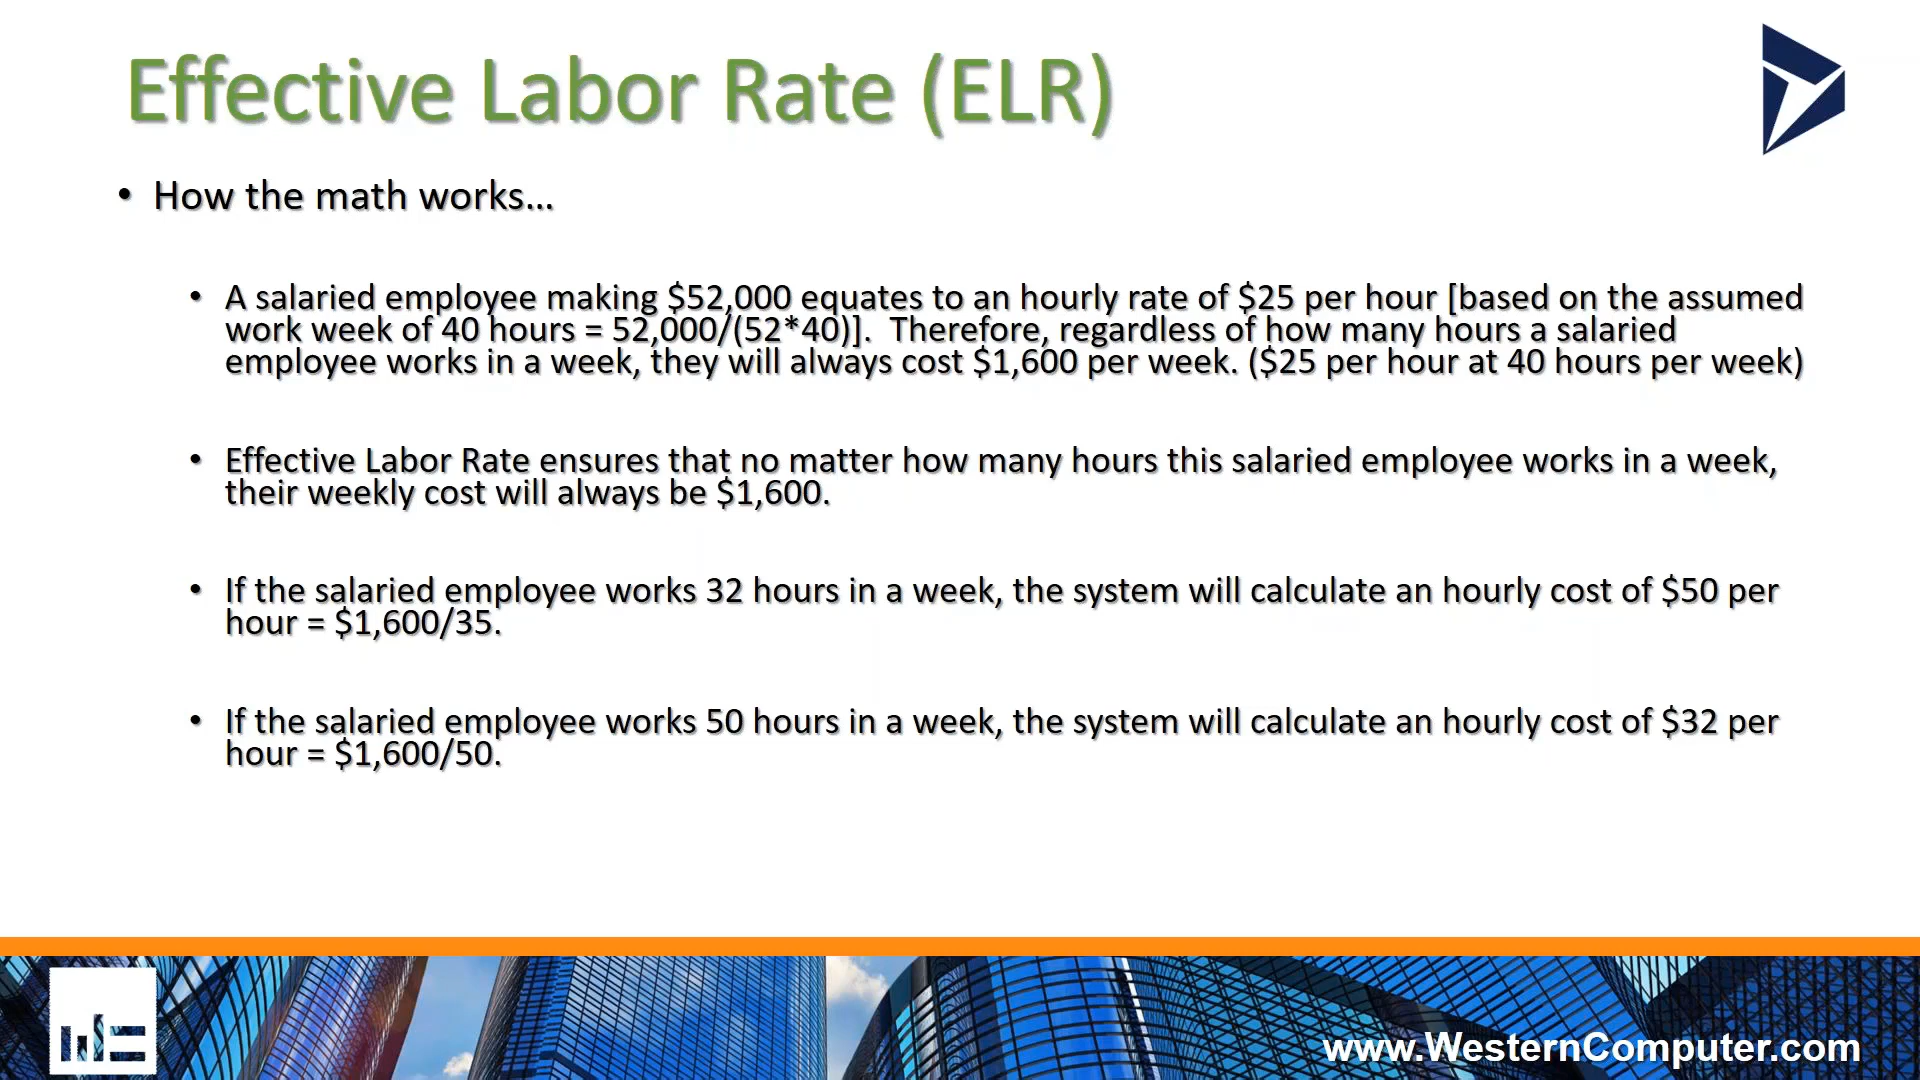 Effective Labor Rate (ELR)
• How the math works...
• A salaried employee making $52,000 equates to an hourly rate of $25 per hour [based on the assumed
work week of 40 hours = 52,000/(52*40)].  Therefore, regardless of how many hours a salaried
employee works in a week, they will always cost $1,600 per week. ($25 per hour at 40 hours per week)
• Effective Labor Rate ensures that no matter how many hours this salaried employee works in a week,
their weekly cost will always be $1,600.
• If the salaried employee works 32 hours in a week, the system will calculate an hourly cost of $50 per
hour = $1,600/35.
• If the salaried employee works 50 hours in a week, the system will calculate an hourly cost of $32 per
hour = $1,600/50.
www.WesternComputer.com